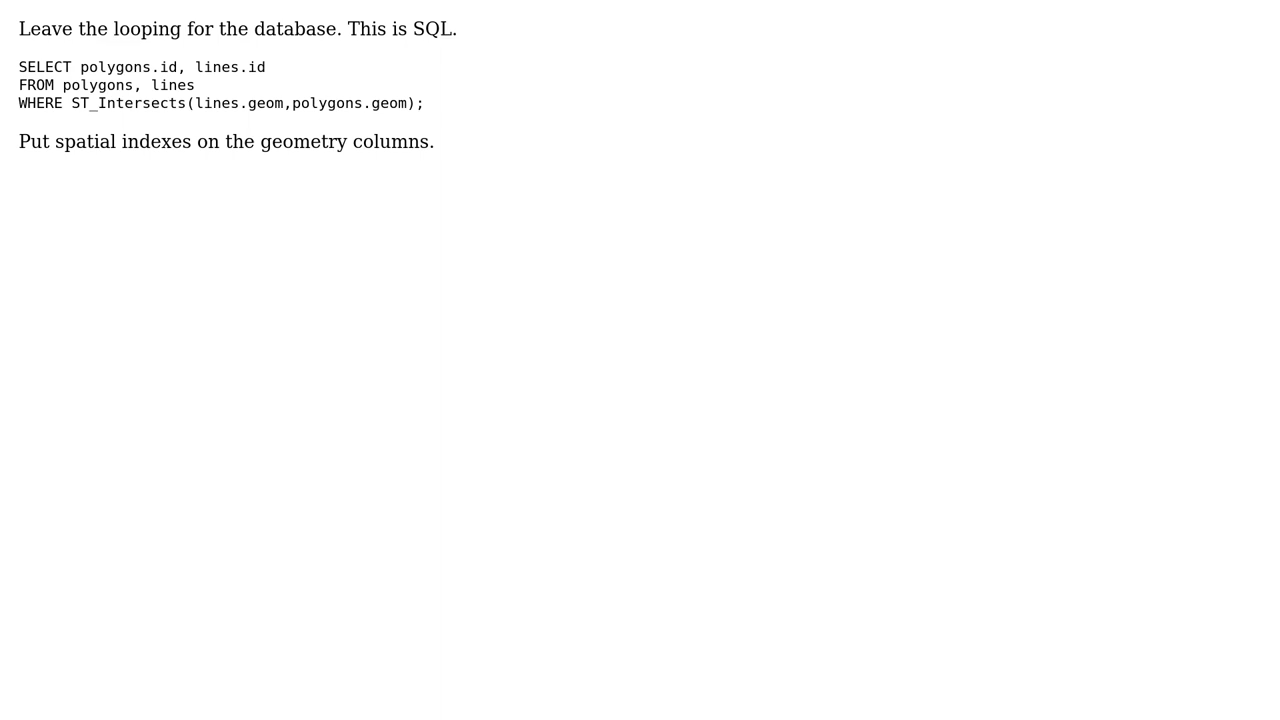 Leave the looping for the database. This is SQL.
SELECT polygons.id, lines.id
FROM polygons, lines
WHERE ST_Intersects(lines.geom,polygons.geom);
Put spatial indexes on the geometry columns.